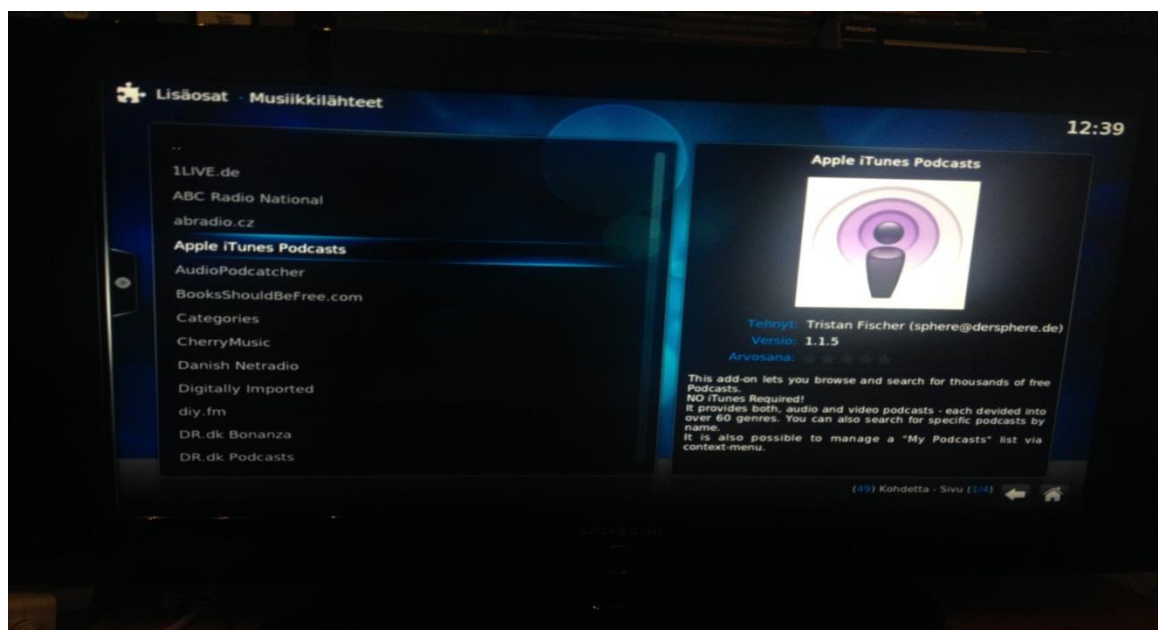 Lisäosat - Musiikkilähteet
12:39
..
1LIVE.de
ABC Radio National
abradio.cz
Apple iTunes Podcasts
AudioPodcatcher
BooksShouldBeFree.com
Categories
CherryMusic
Danish Netradio
Digitally Imported
diy.fm
DR.dk Bonanza
DR.dk Podcasts
Apple iTunes Podcasts
Tehnyt: Tristan Fischer (sphere@dersphere.de)
Versio: 1.1.5
Arvosana:
This add-on lets you browse and search for thousands of free
Podcasts.
NO iTunes Required!
It provides both, audio and video podcasts - each devided into
over 60 genres. You can also search for specific podcasts by
name.
It is also possible to manage a "My Podcasts" list via
context-menu.
(49) Kohdetta - Sivu (1/4)
SAMSUNG
PHILIPS